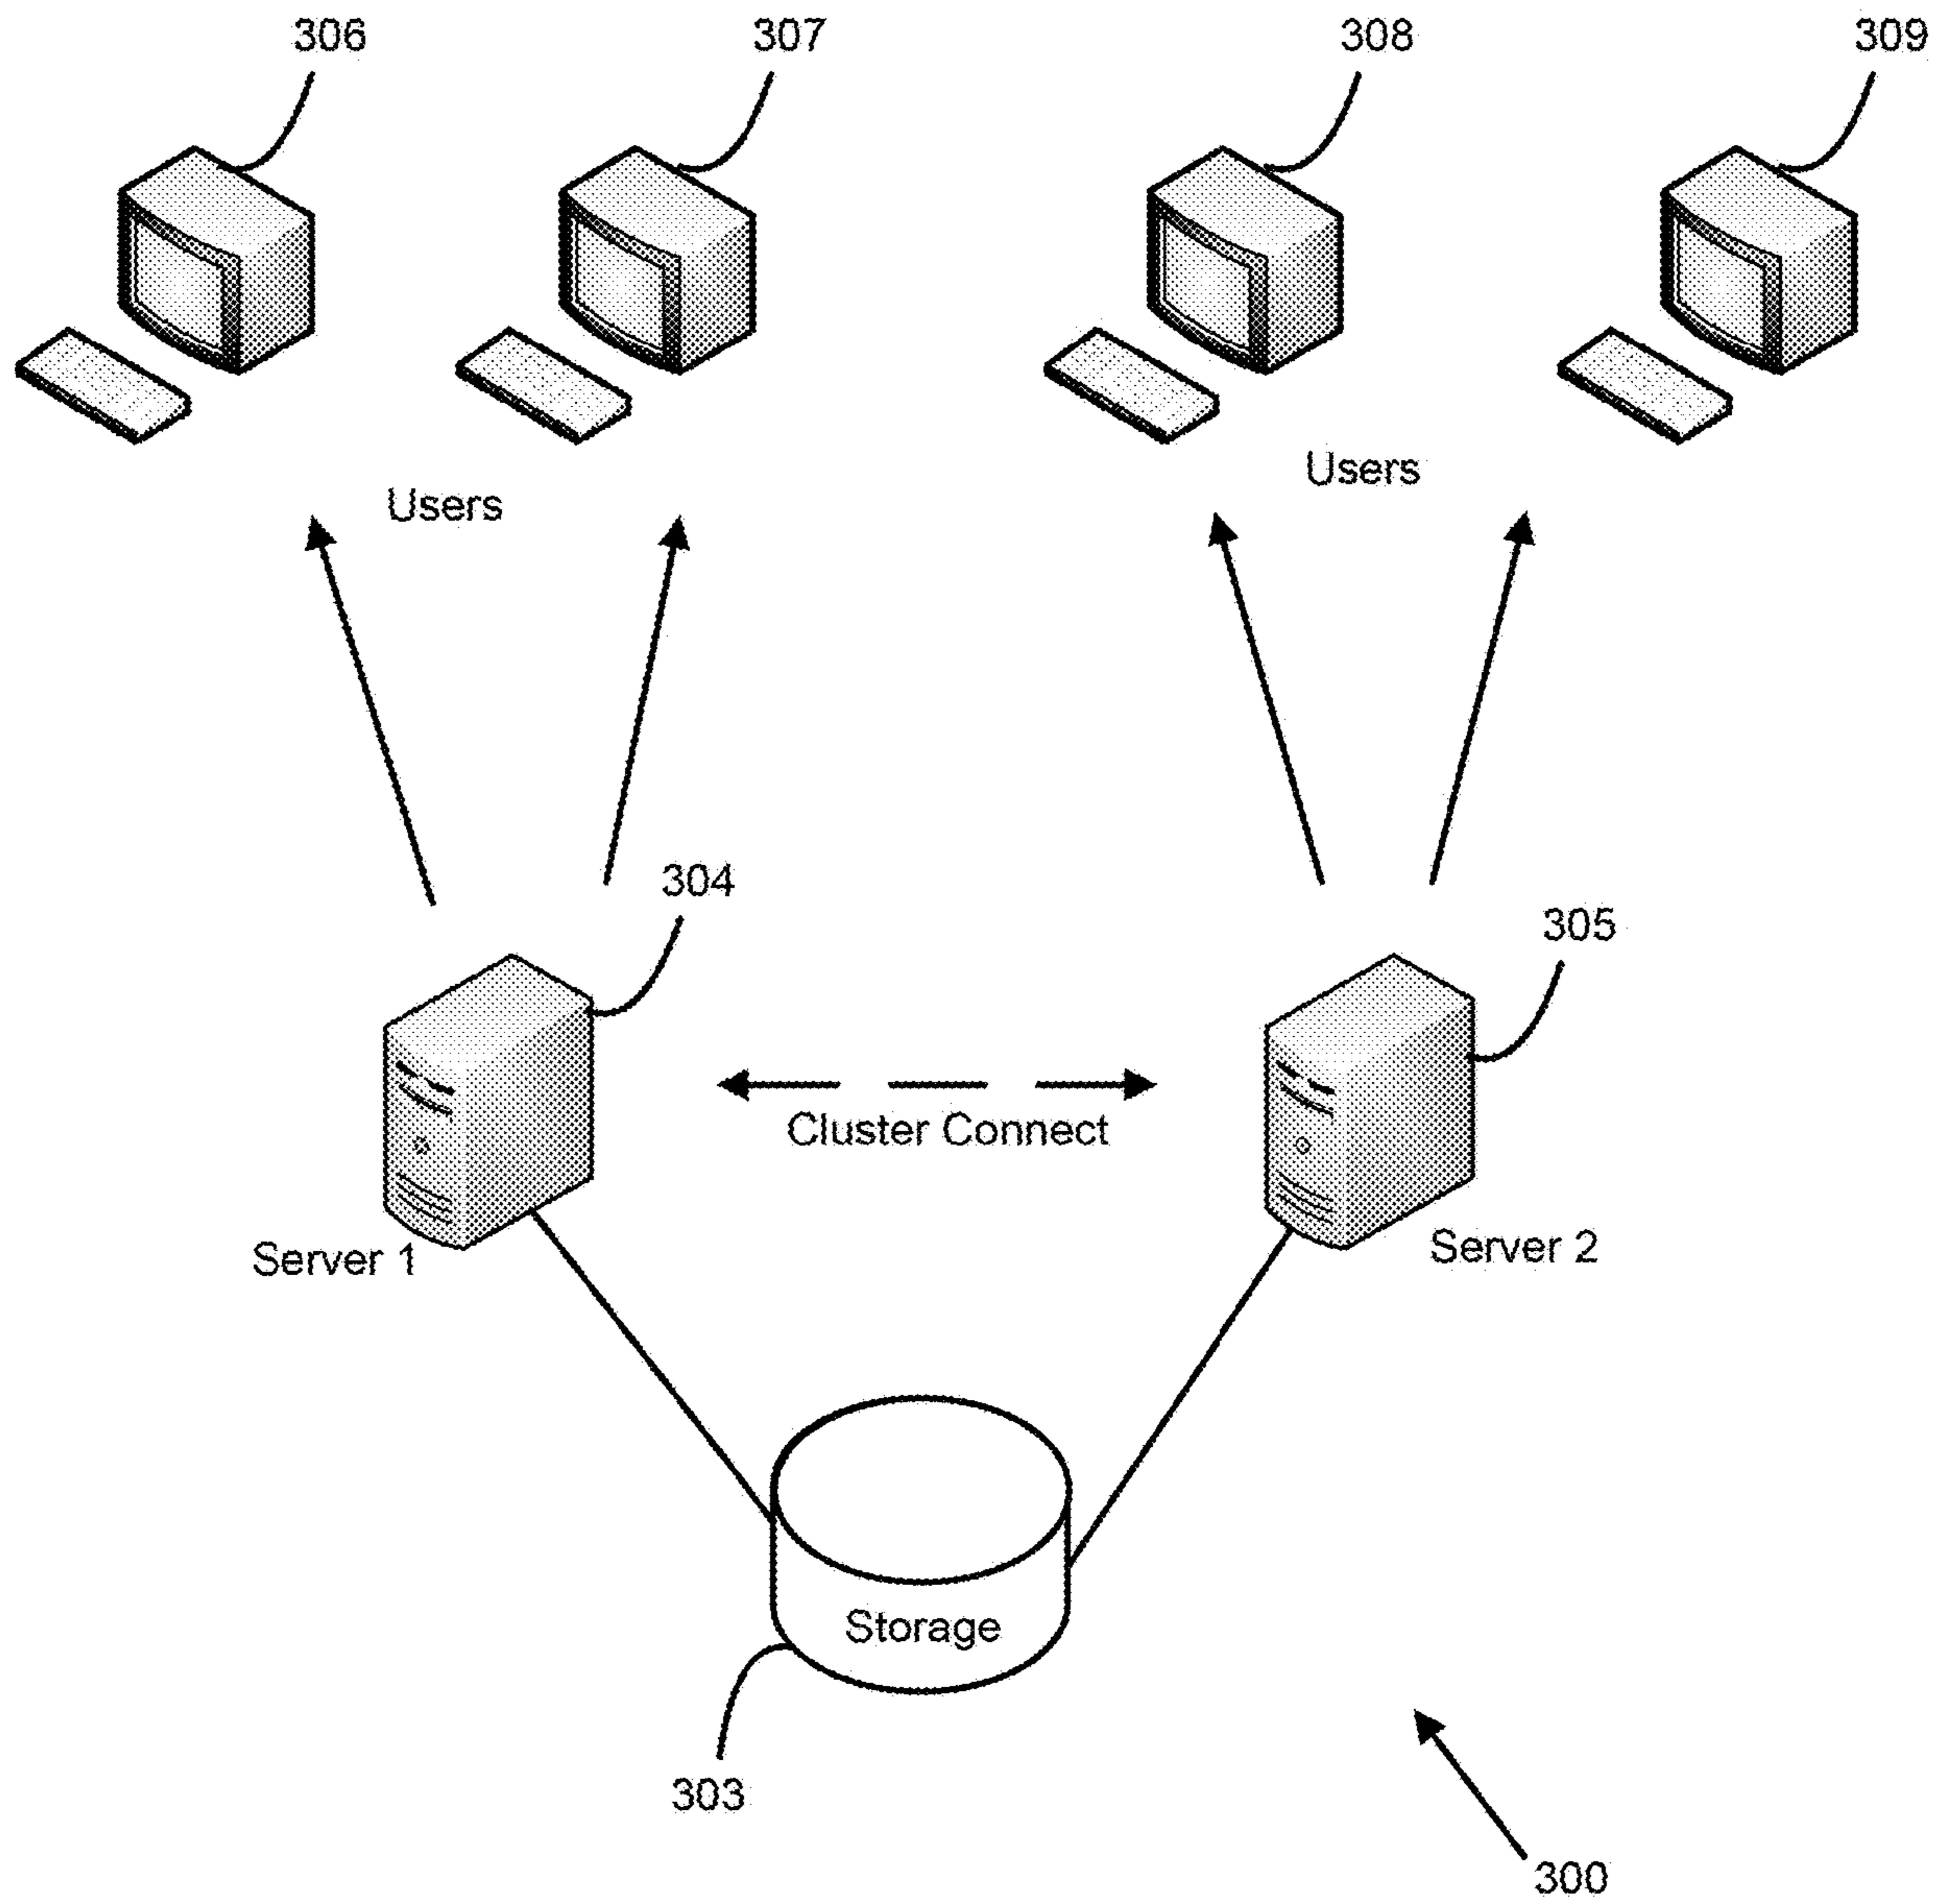 306
307
308
309
Users
Users
304
305
Cluster Connect
Server 1
Server 2
Storage
303
300